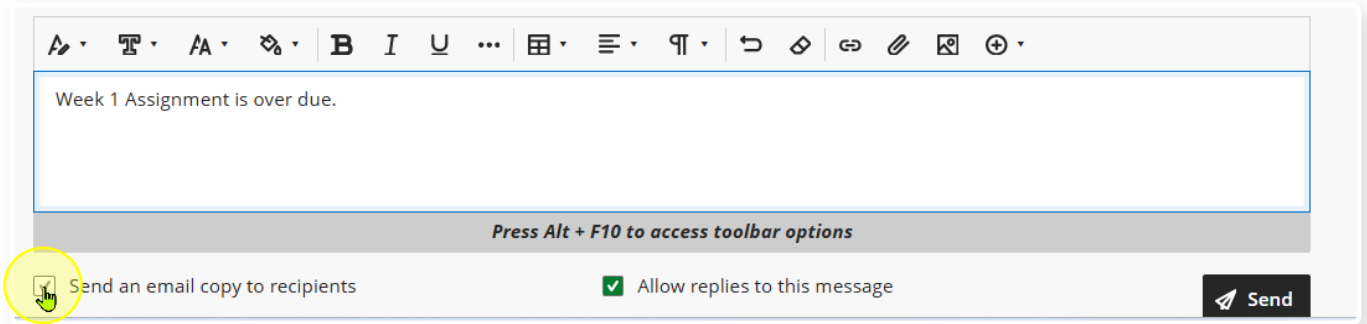 B I U
Week 1 Assignment is over due.
Press Alt + F10 to access toolbar options
Send an email copy to recipients
Allow replies to this message
Send